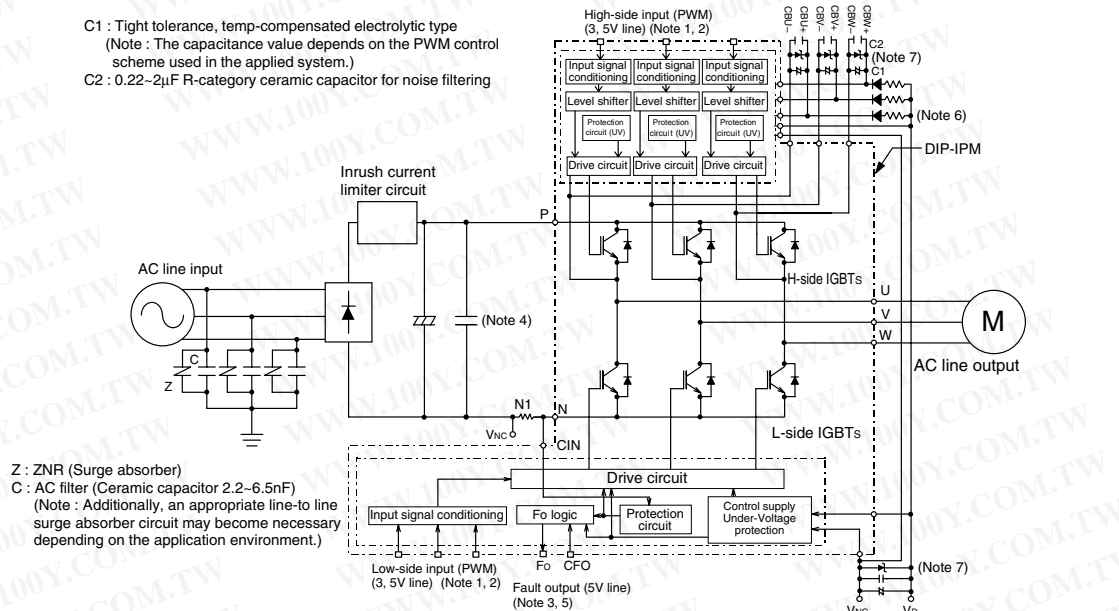 C1 : Tight tolerance, temp-compensated electrolytic type
(Note : The capacitance value depends on the PWM control
scheme used in the applied system.)
C2 : 0.22~2μF R-category ceramic capacitor for noise filtering
High-side input (PWM)
(3, 5V line) (Note 1, 2)
CBU–
CBU+
CBV–
CBV+
CBW–
CBW+
C2
(Note 7)
C1
(Note 6)
Input signal
conditioning
Input signal
conditioning
Input signal
conditioning
Level shifter
Level shifter
Level shifter
Protection
circuit (UV)
Protection
circuit (UV)
Protection
circuit (UV)
Drive circuit
Drive circuit
Drive circuit
DIP-IPM
Inrush current
limiter circuit
P
AC line input
H-side IGBTs
U
V
W
M
AC line output
(Note 4)
C
Z
N1
N
VNC
CIN
L-side IGBTs
Z : ZNR (Surge absorber)
C : AC filter (Ceramic capacitor 2.2~6.5nF)
(Note : Additionally, an appropriate line-to line
surge absorber circuit may become necessary
depending on the application environment.)
Drive circuit
Input signal conditioning
Fo logic
Protection
circuit
Control supply
Under-Voltage
protection
Low-side input (PWM)
(3, 5V line) (Note 1, 2)
FO
CFO
Fault output (5V line)
(Note 3, 5)
(Note 7)
VNC
VD
WWW.100Y.COM.TW